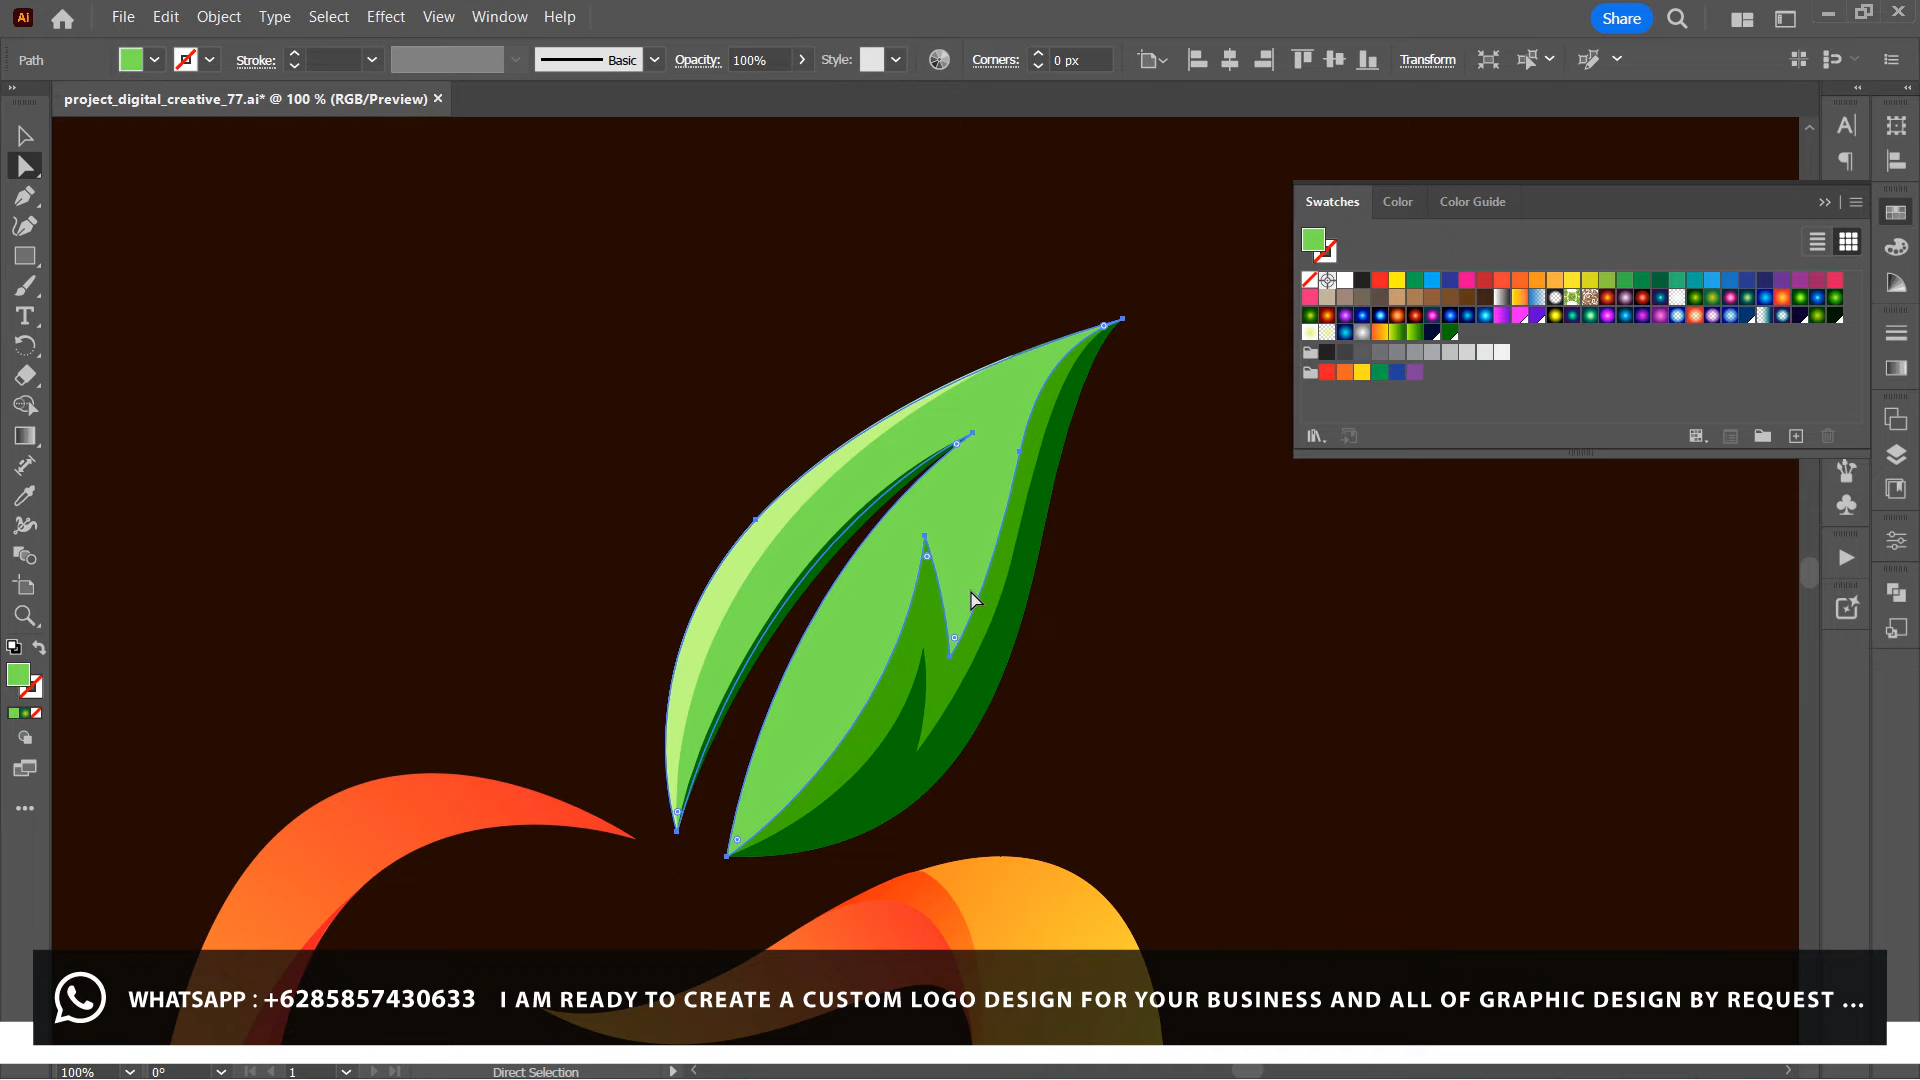 Ai File Edit Object Type Select Effect View Window Help Share
Path Stroke: Basic Opacity: 100% Style: Corners: 0 px Transform
project_digital_creative_77.ai* @ 100 % (RGB/Preview) ×
Swatches Color Color Guide
WHATSAPP : +6285857430633 I AM READY TO CREATE A CUSTOM LOGO DESIGN FOR YOUR BUSINESS AND ALL OF GRAPHIC DESIGN BY REQUEST ...
100% 0° 1 Direct Selection